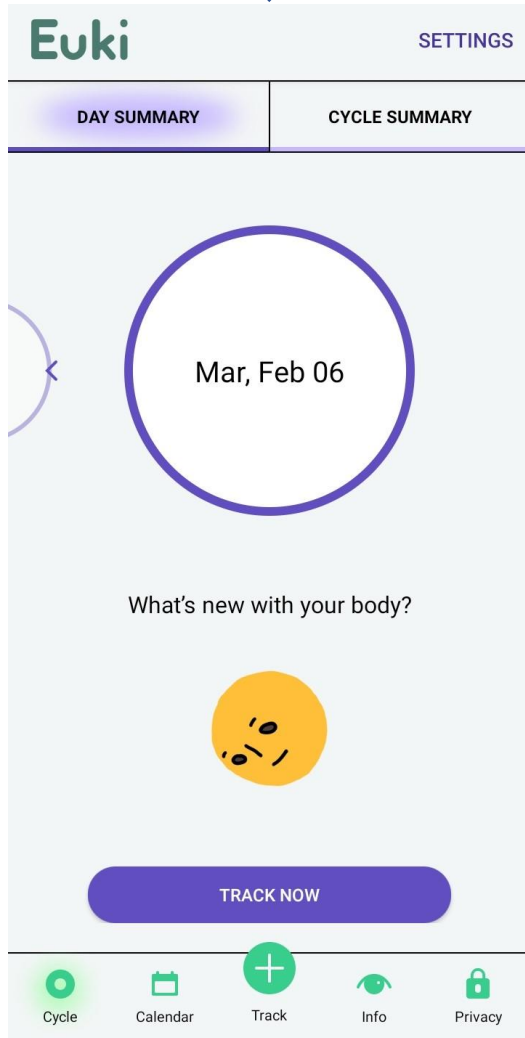 Euki
SETTINGS
DAY SUMMARY
CYCLE SUMMARY
Mar, Feb 06
What's new with your body?
TRACK NOW
Cycle
Calendar
Track
Info
Privacy